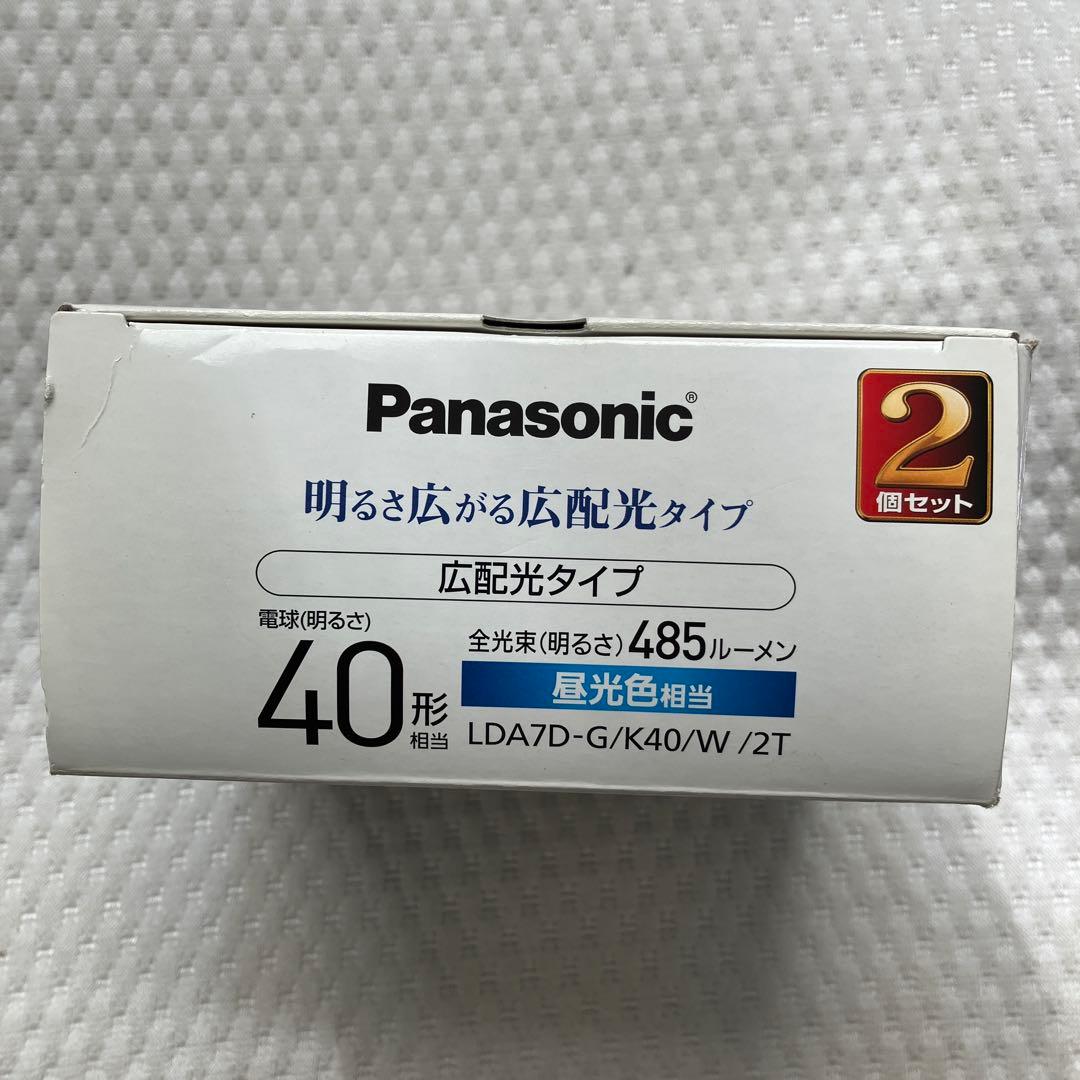 Panasonic®
2
個セット
明るさ広がる広配光タイプ
広配光タイプ
電球(明るさ)
40形
相当
全光束(明るさ)485ルーメン
昼光色相当
LDA7D-G/K40/W /2T